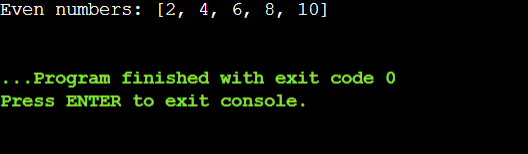 Even numbers: [2, 4, 6, 8, 10]
...Program finished with exit code 0
Press ENTER to exit console.